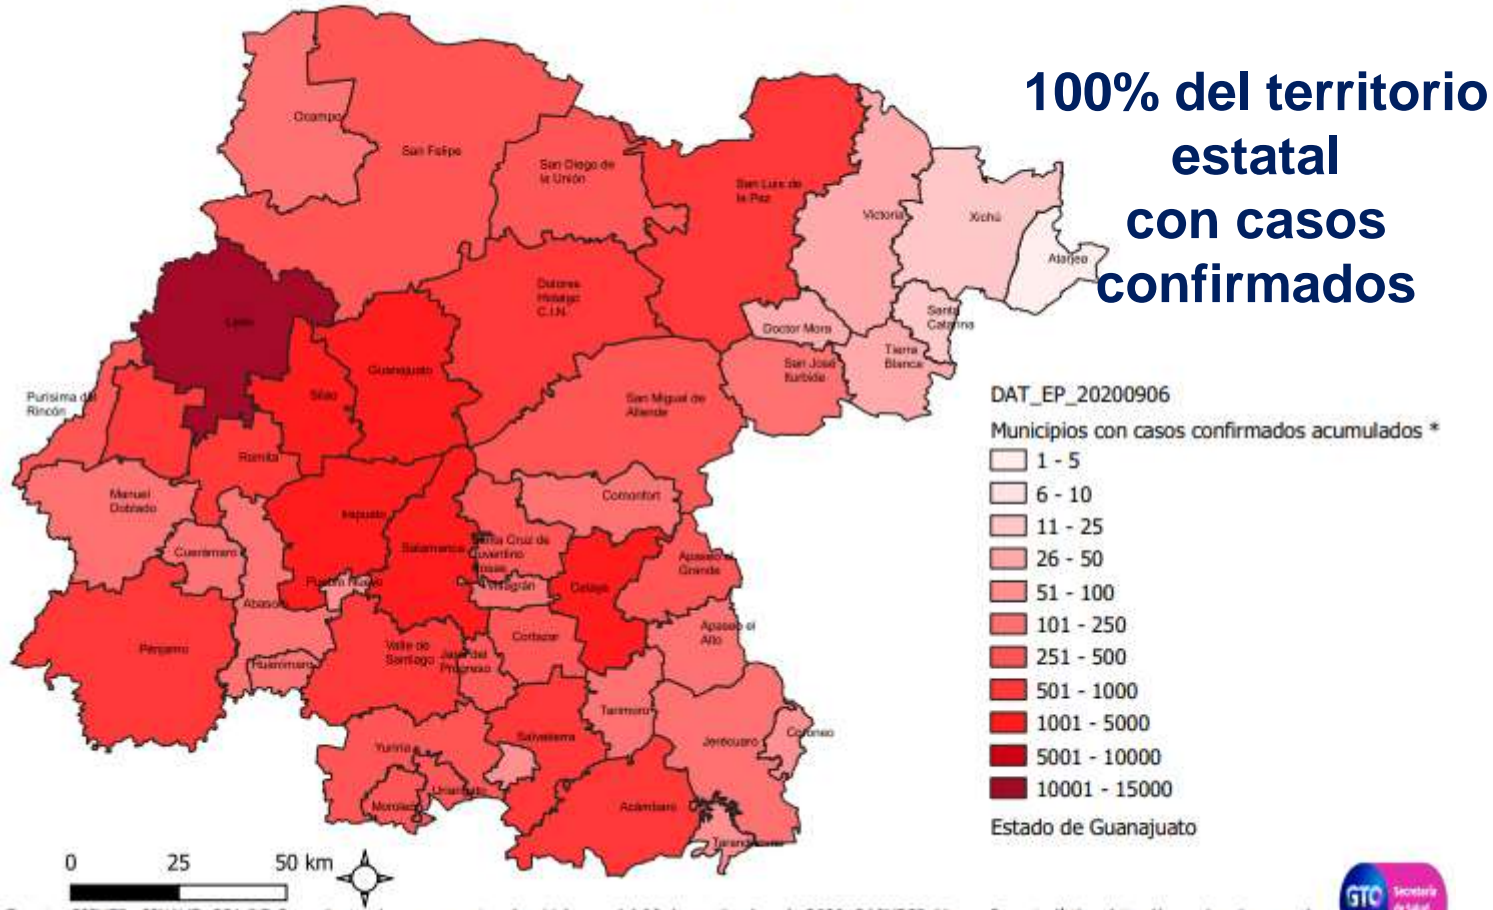 100% del territorio
estatal
con casos
confirmados
Ocampo
San Felipe
San Diego de
la Unión
San Luis de
la Paz
Victoria
Xichú
Atarjea
León
Dolores
Hidalgo
C.I.N.
Doctor Mora
Santa
Catarina
Tierra
Blanca
San José
Iturbide
Guanajuato
Silao
San Miguel de
Allende
Purísima del
Rincón
Romita
Manuel
Doblado
Irapuato
Comonfort
Cuerámaro
Salamanca
Santa Cruz de
Juventino
Rosas
Villagrán
Celaya
Apaseo el
Grande
Pueblo Nuevo
Abasolo
Apaseo el
Alto
Pénjamo
Huanímaro
Valle de
Santiago
Jaral del
Progreso
Cortazar
Tarimoro
Jerécuaro
Coroneo
Salvatierra
Yuriria
Uriangato
Moroleón
Acámbaro
Tarandacuao
DAT_EP_20200906
Municipios con casos confirmados acumulados *
1 - 5
6 - 10
11 - 25
26 - 50
51 - 100
101 - 250
251 - 500
501 - 1000
1001 - 5000
5001 - 10000
10001 - 15000
Estado de Guanajuato
0 25 50 km
GTO
Secretaría
de Salud